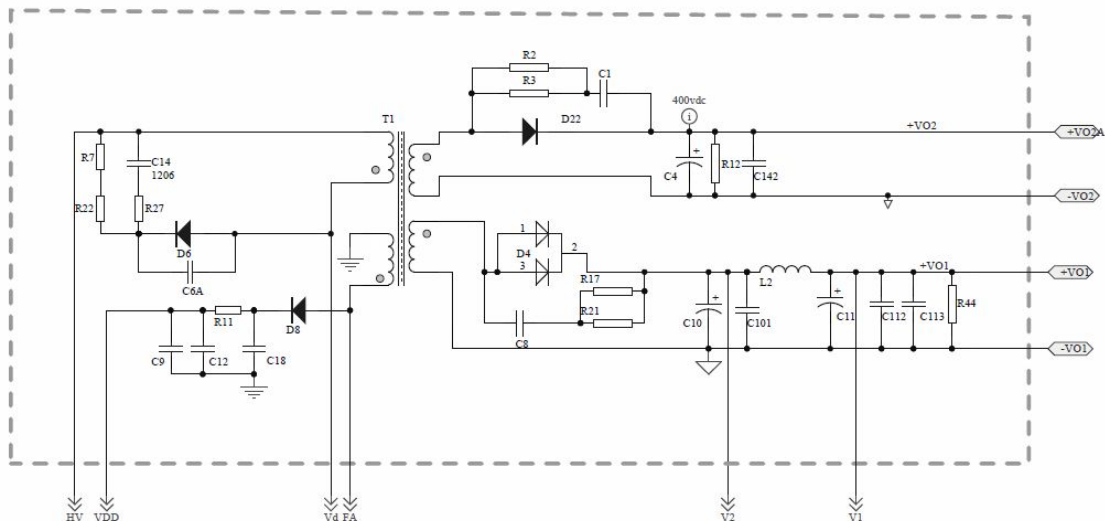 R2
R3
C1
D22
400vdc
i
T1
+VO2
+VO2A
R7
C14
1206
R12
C4
+
C142
R22
R27
-VO2
D6
C6A
1
D4
2
3
R17
R21
C8
+VO1
+VO1
L2
R44
C10
+
C101
C11
+
C112
C113
-VO1
R11
D8
C9
C12
C18
HV
VDD
Vd
FA
V2
V1